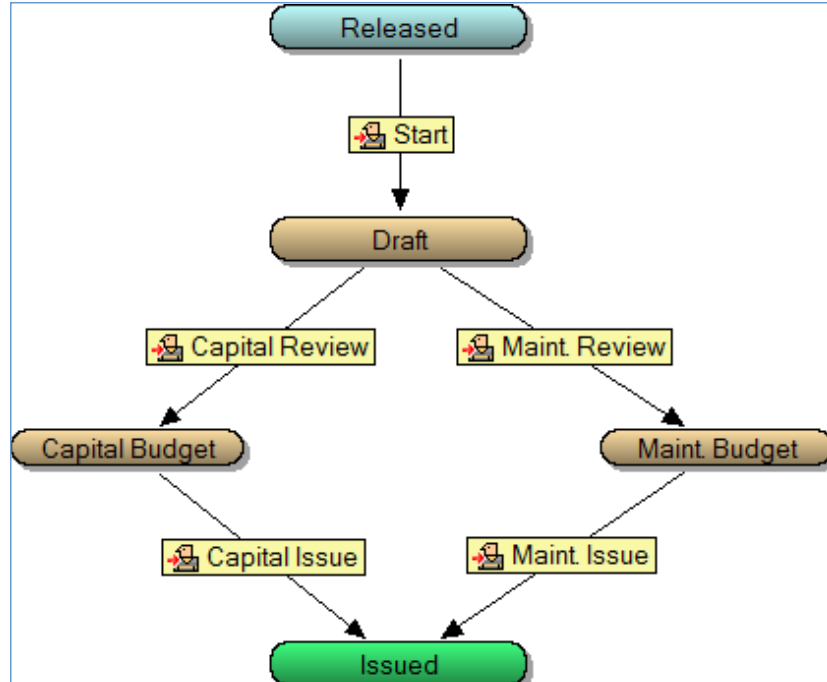 Released
Start
Draft
Capital Review
Maint. Review
Capital Budget
Maint. Budget
Capital Issue
Maint. Issue
Issued